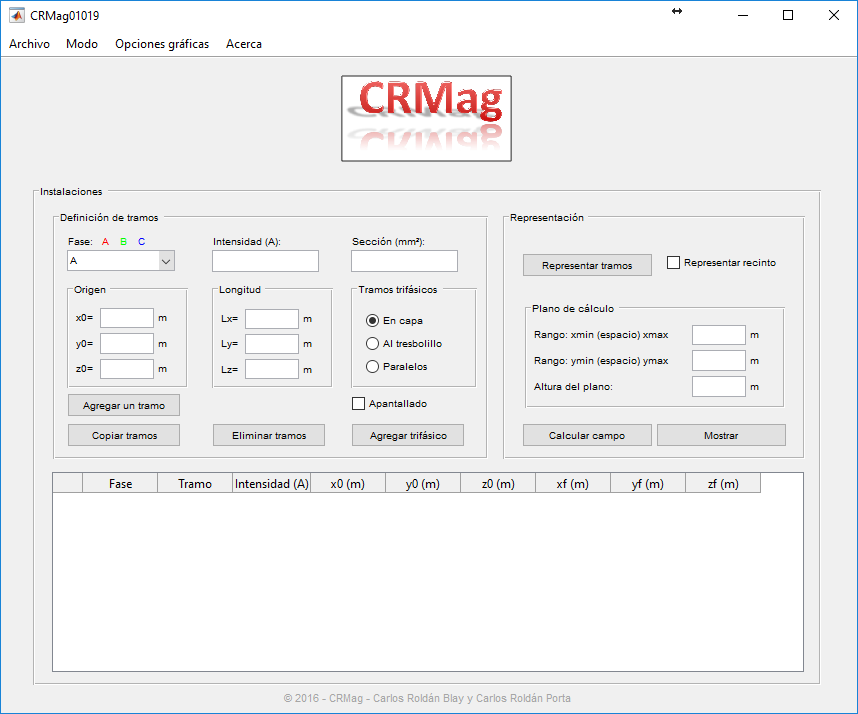 CRMag01019
Archivo Modo Opciones gráficas Acerca
CRMag
Instalaciones
Definición de tramos
Fase: A B C
A
Intensidad (A):
Sección (mm²):
Origen
x0= m
y0= m
z0= m
Longitud
Lx= m
Ly= m
Lz= m
Tramos trifásicos
En capa
Al tresbolillo
Paralelos
Agregar un tramo
Apantallado
Copiar tramos
Eliminar tramos
Agregar trifásico
Representación
Representar tramos
Representar recinto
Plano de cálculo
Rango: xmin (espacio) xmax m
Rango: ymin (espacio) ymax m
Altura del plano: m
Calcular campo
Mostrar
Fase Tramo Intensidad (A) x0 (m) y0 (m) z0 (m) xf (m) yf (m) zf (m)
© 2016 - CRMag - Carlos Roldán Blay y Carlos Roldán Porta